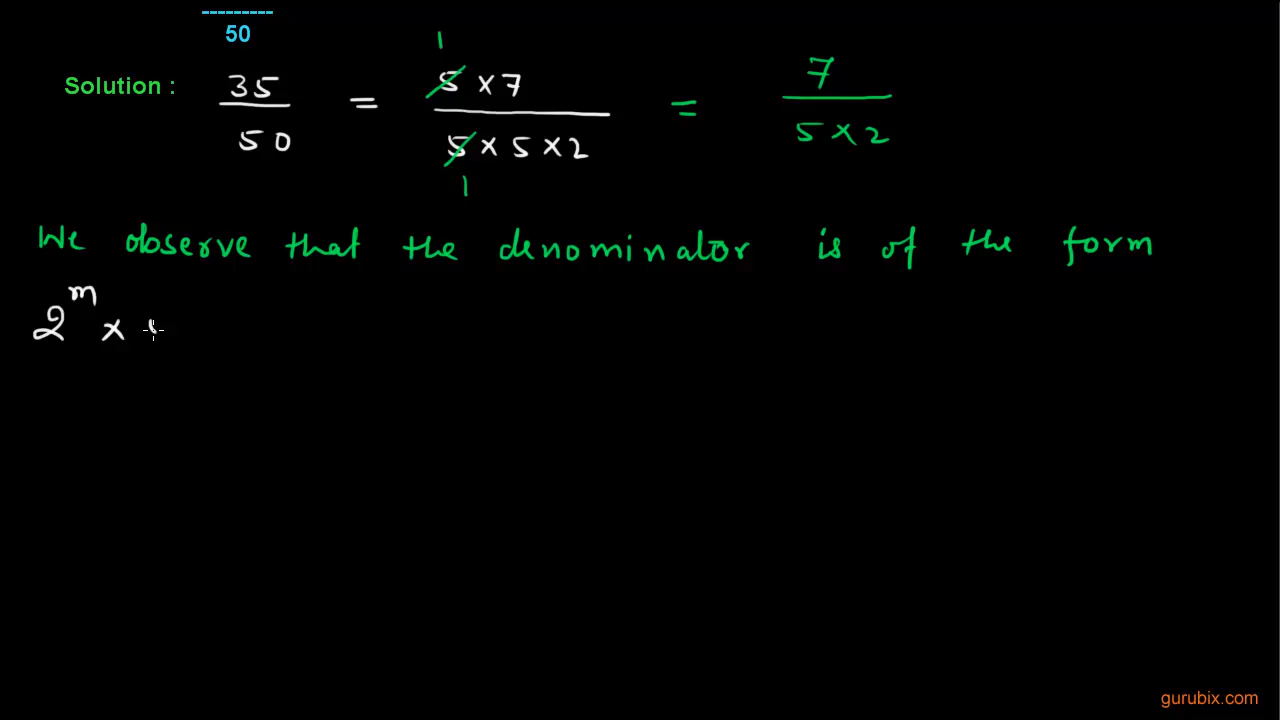 ---------
50
Solution : 35/50 = 5 × 7 / 5 × 5 × 2 = 7 / 5 × 2
1
1
We observe that the denominator is of the form
2^m ×
gurubix.com